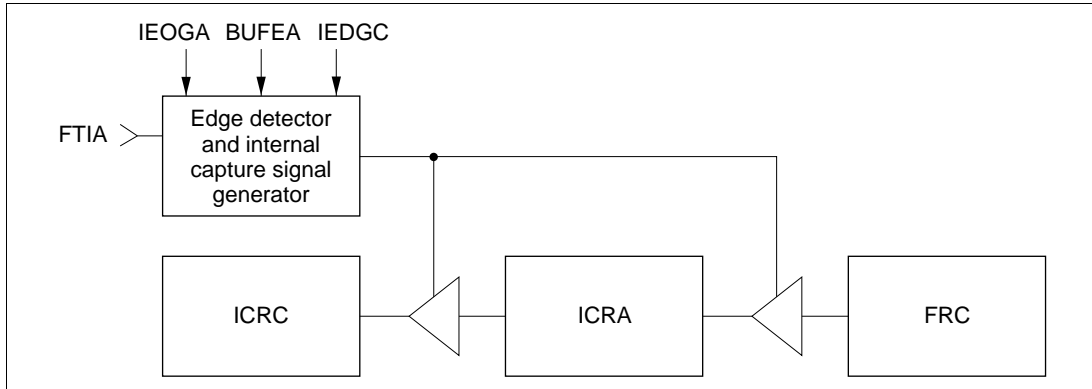 IEOGA BUFEA IEDGC
FTIA
Edge detector
and internal
capture signal
generator
ICRC
ICRA
FRC